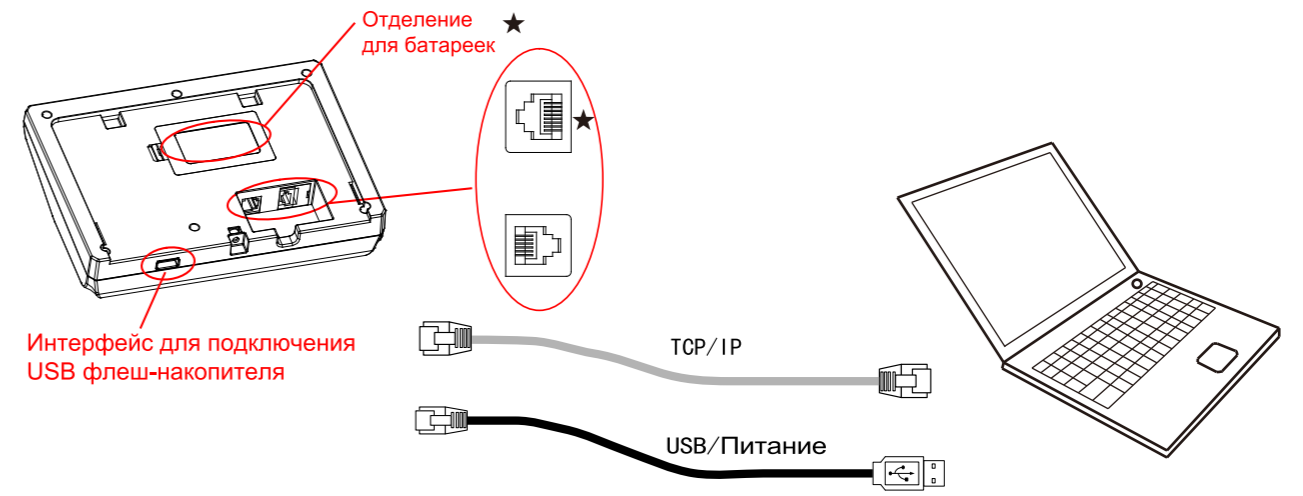 Отделение ★
для батареек
★
Интерфейс для подключения
USB флеш-накопителя
TCP/IP
USB/Питание